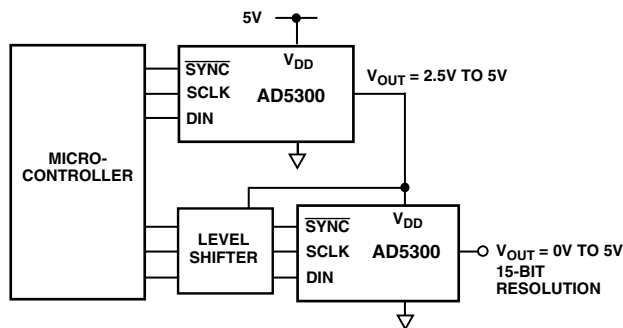 5V
VDD
SYNC
SCLK
DIN
AD5300
VOUT = 2.5V TO 5V
MICRO-
CONTROLLER
LEVEL
SHIFTER
VDD
SYNC
SCLK
DIN
AD5300
VOUT = 0V TO 5V
15-BIT
RESOLUTION